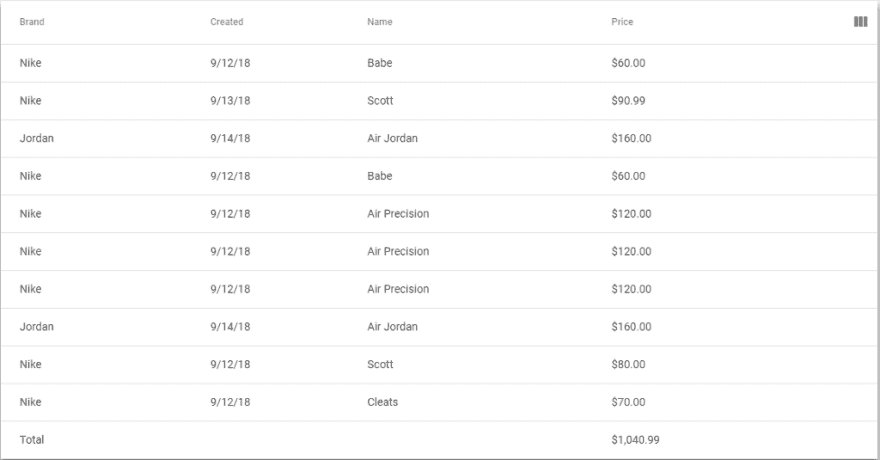 Brand Created Name Price
Nike 9/12/18 Babe $60.00
Nike 9/13/18 Scott $90.99
Jordan 9/14/18 Air Jordan $160.00
Nike 9/12/18 Babe $60.00
Nike 9/12/18 Air Precision $120.00
Nike 9/12/18 Air Precision $120.00
Nike 9/12/18 Air Precision $120.00
Jordan 9/14/18 Air Jordan $160.00
Nike 9/12/18 Scott $80.00
Nike 9/12/18 Cleats $70.00
Total $1,040.99